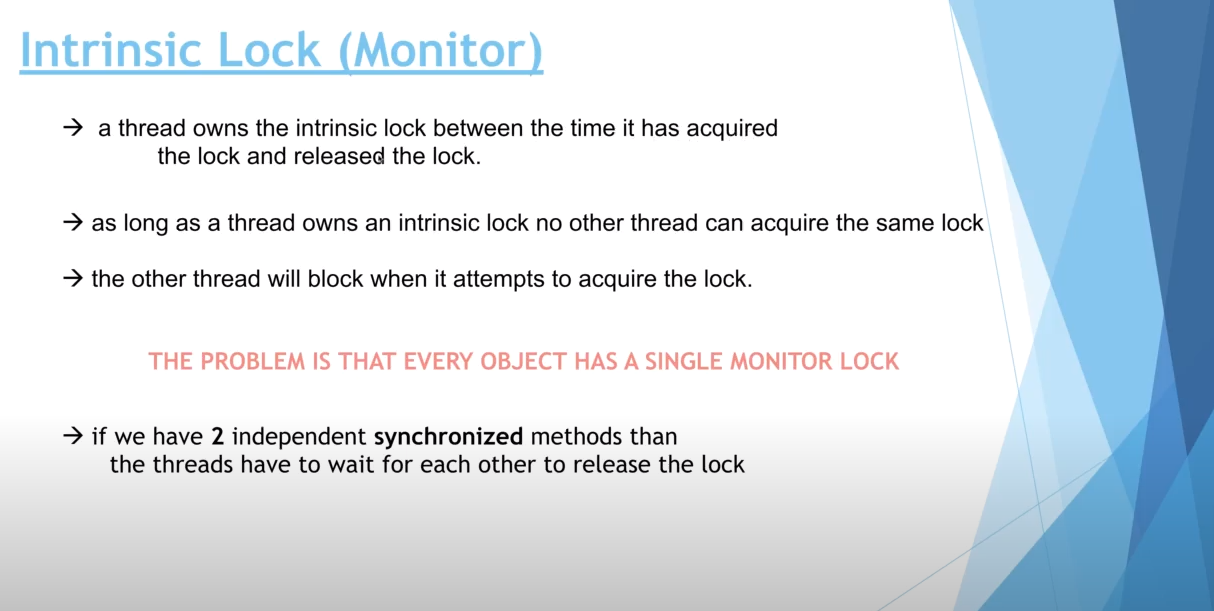 Intrinsic Lock (Monitor)
→ a thread owns the intrinsic lock between the time it has acquired
the lock and released the lock.
→ as long as a thread owns an intrinsic lock no other thread can acquire the same lock
→ the other thread will block when it attempts to acquire the lock.
THE PROBLEM IS THAT EVERY OBJECT HAS A SINGLE MONITOR LOCK
→ if we have 2 independent synchronized methods than
the threads have to wait for each other to release the lock